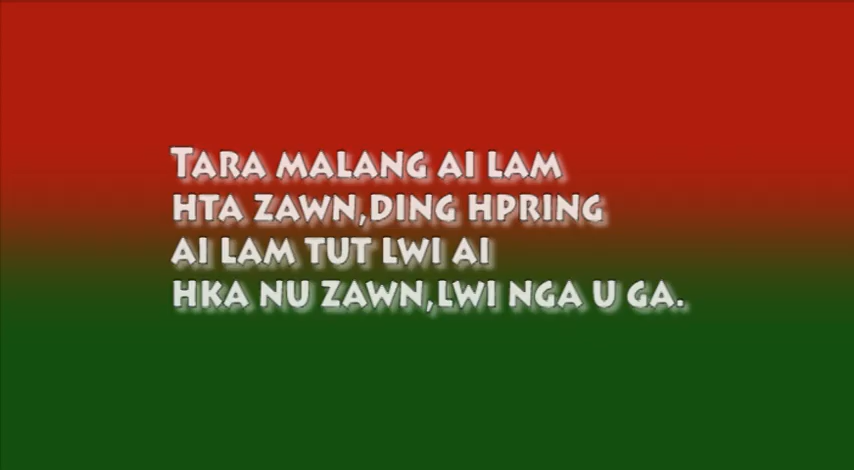 Tara malang ai lam
hta zawn,ding hpring
ai lam tut lwi ai
hka nu zawn,lwi nga u ga.